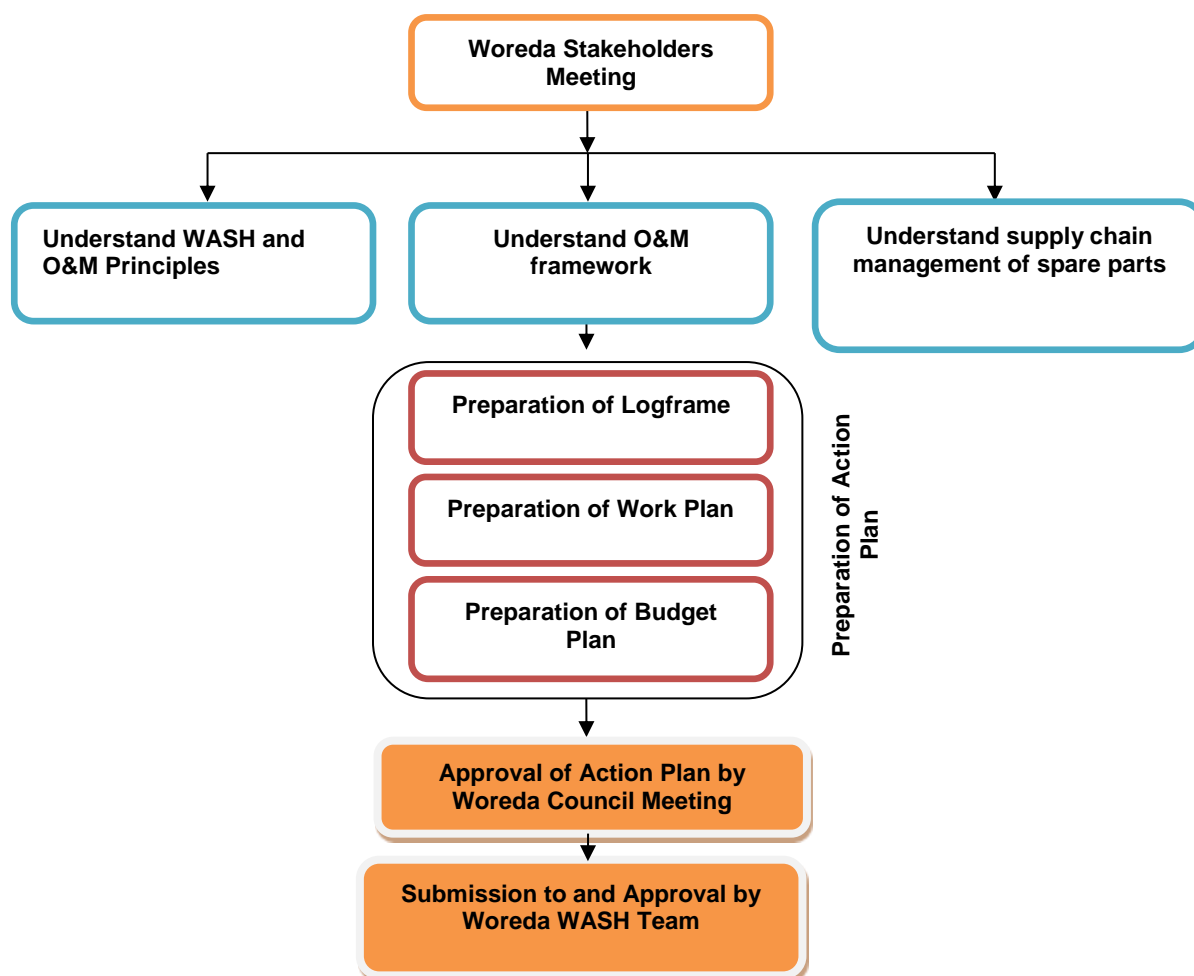 Woreda Stakeholders
Meeting
Understand WASH and
O&M Principles
Understand O&M
framework
Understand supply chain
management of spare parts
Preparation of Logframe
Preparation of Work Plan
Preparation of Budget
Plan
Preparation of Action
Plan
Approval of Action Plan by
Woreda Council Meeting
Submission to and Approval by
Woreda WASH Team